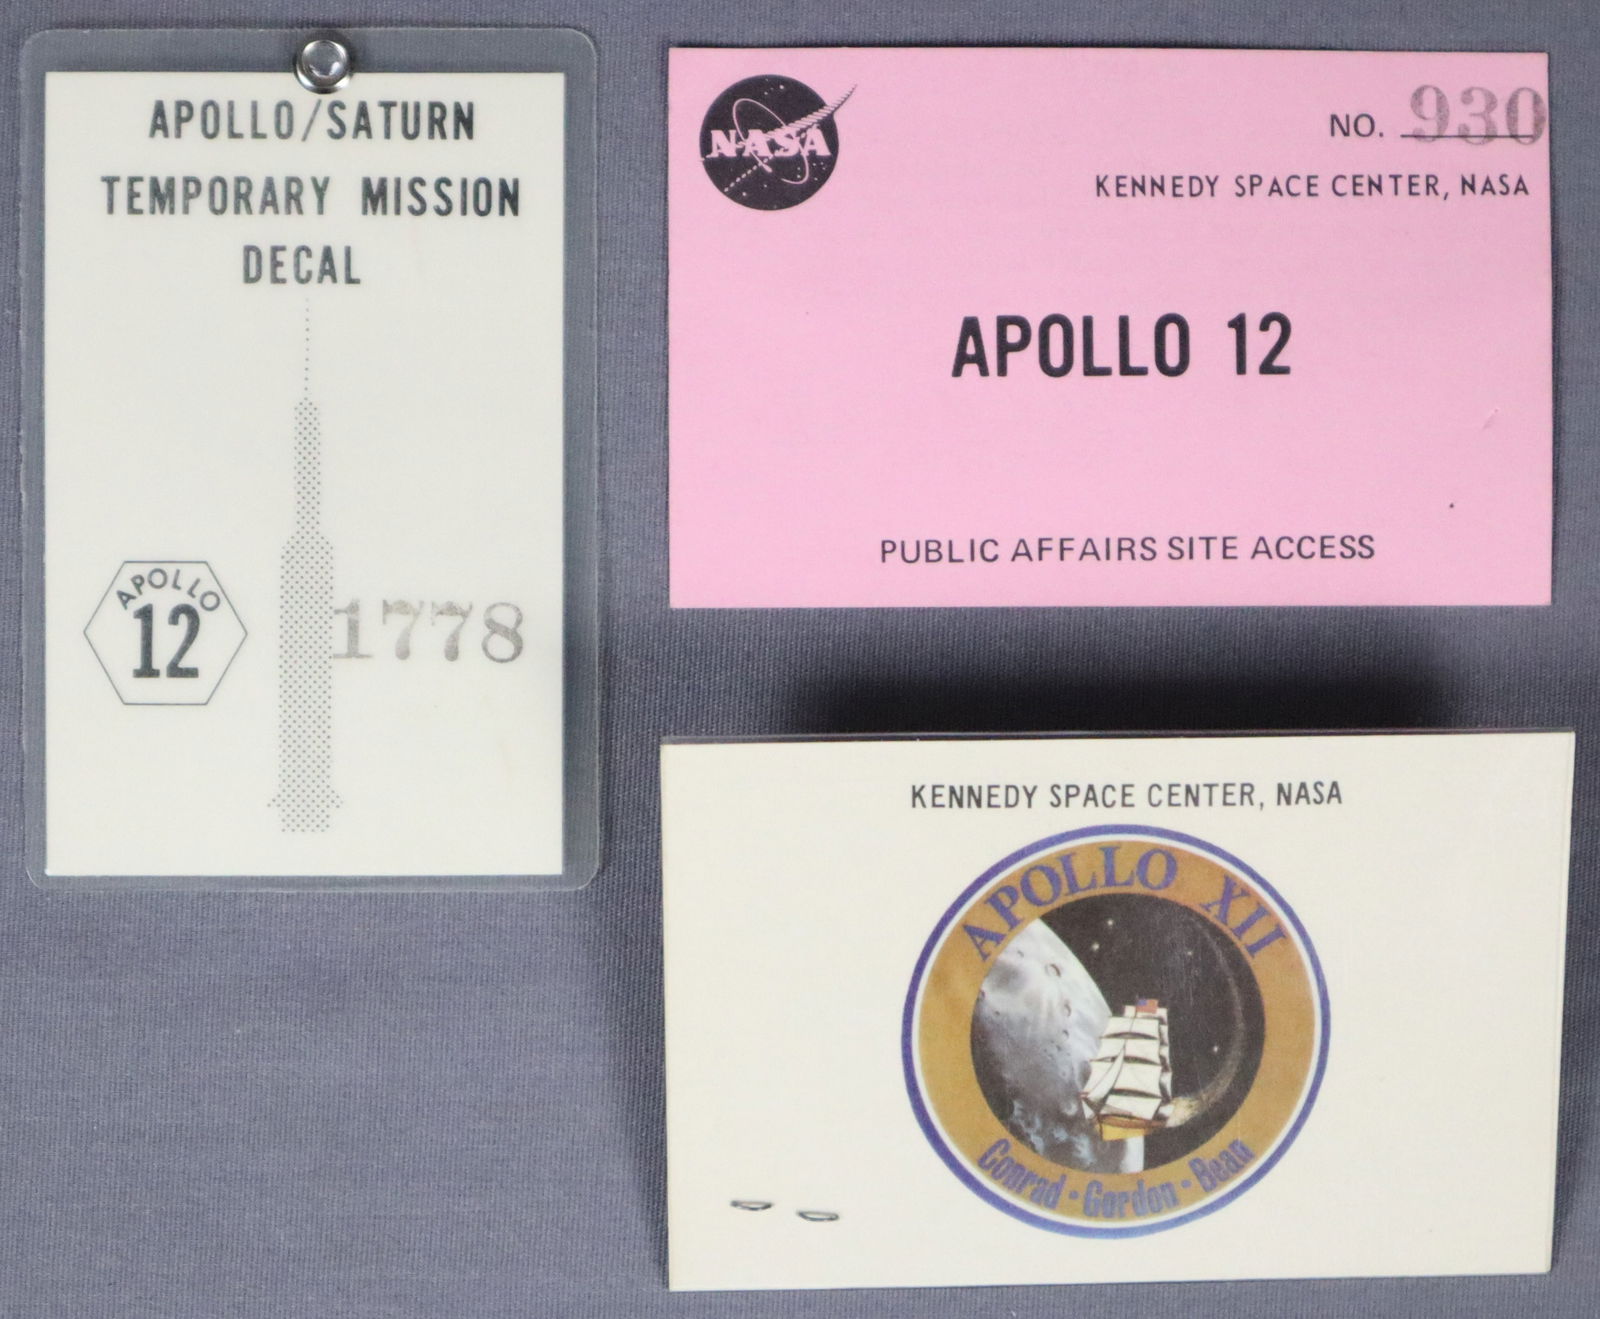 APOLLO/SATURN
TEMPORARY MISSION
DECAL
APOLLO
12
1778
NASA
NO. 930
KENNEDY SPACE CENTER, NASA
APOLLO 12
PUBLIC AFFAIRS SITE ACCESS
KENNEDY SPACE CENTER, NASA
APOLLO XII
Conrad · Gordon · Bean